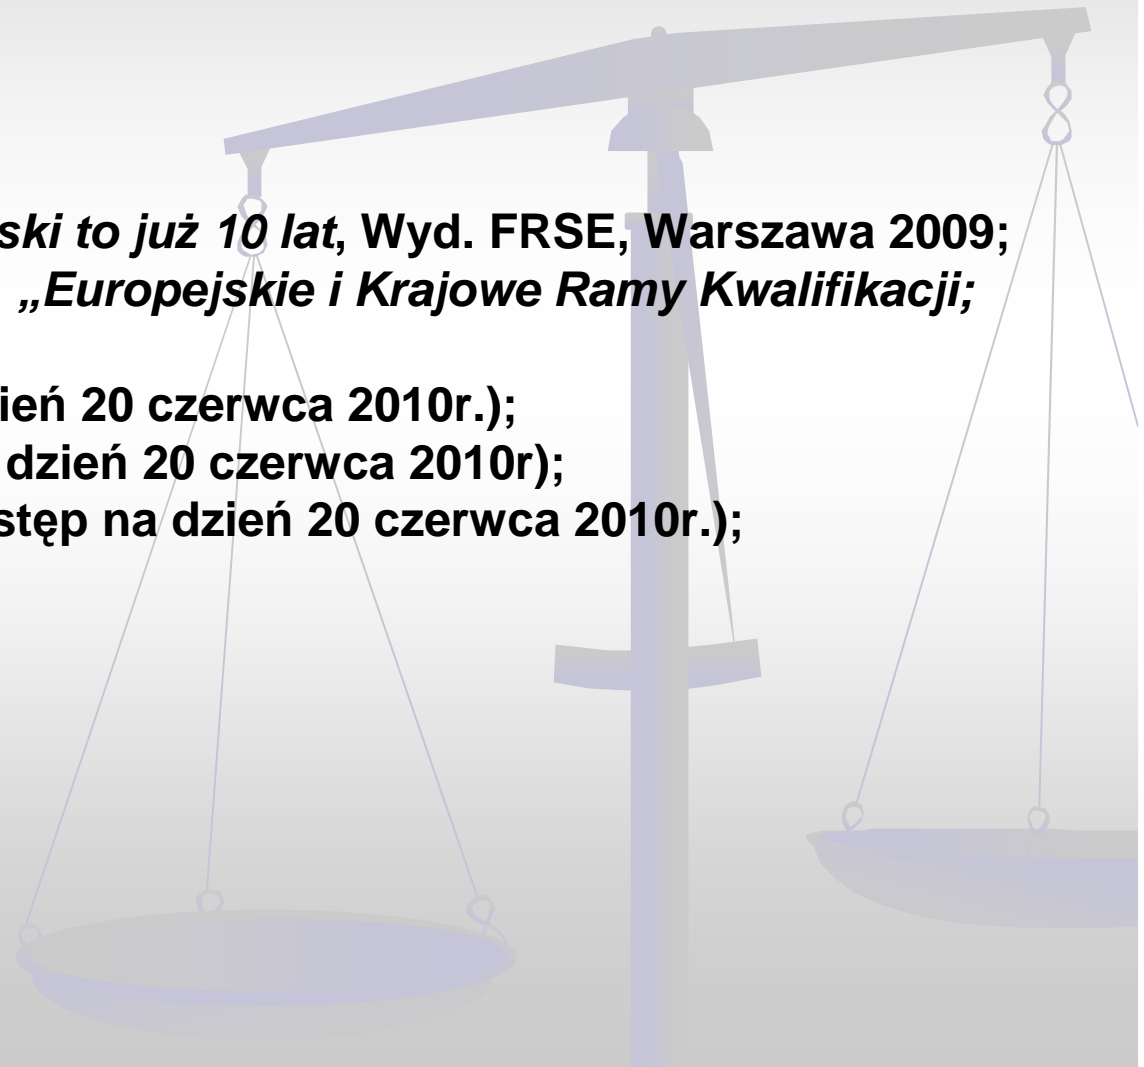 ski to już 10 lat, Wyd. FRSE, Warszawa 2009;
„Europejskie i Krajowe Ramy Kwalifikacji;
ień 20 czerwca 2010r.);
dzień 20 czerwca 2010r);
stęp na dzień 20 czerwca 2010r.);